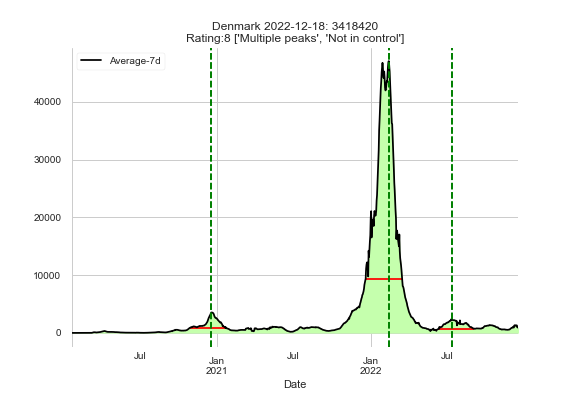 Denmark 2022-12-18: 3418420
Rating:8 ['Multiple peaks', 'Not in control']
Average-7d
40000
30000
20000
10000
0
Jul
Jan
2021
Jul
Jan
2022
Jul
Date